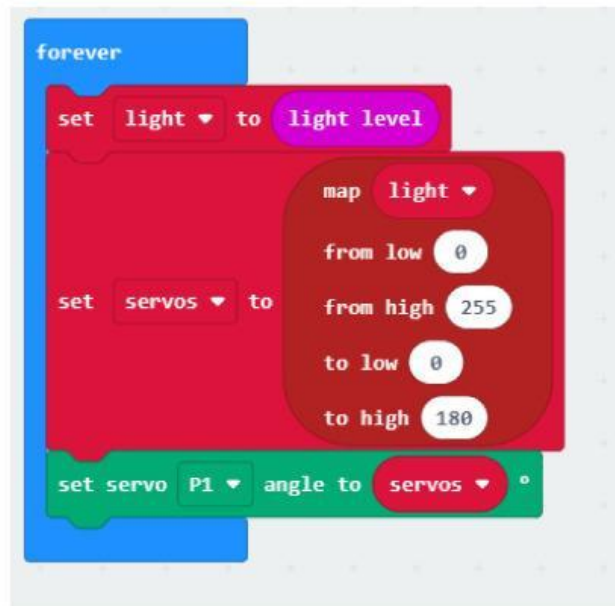 forever
set light to light level
map light
from low 0
set servos to from high 255
to low 0
to high 180
set servo P1 angle to servos °